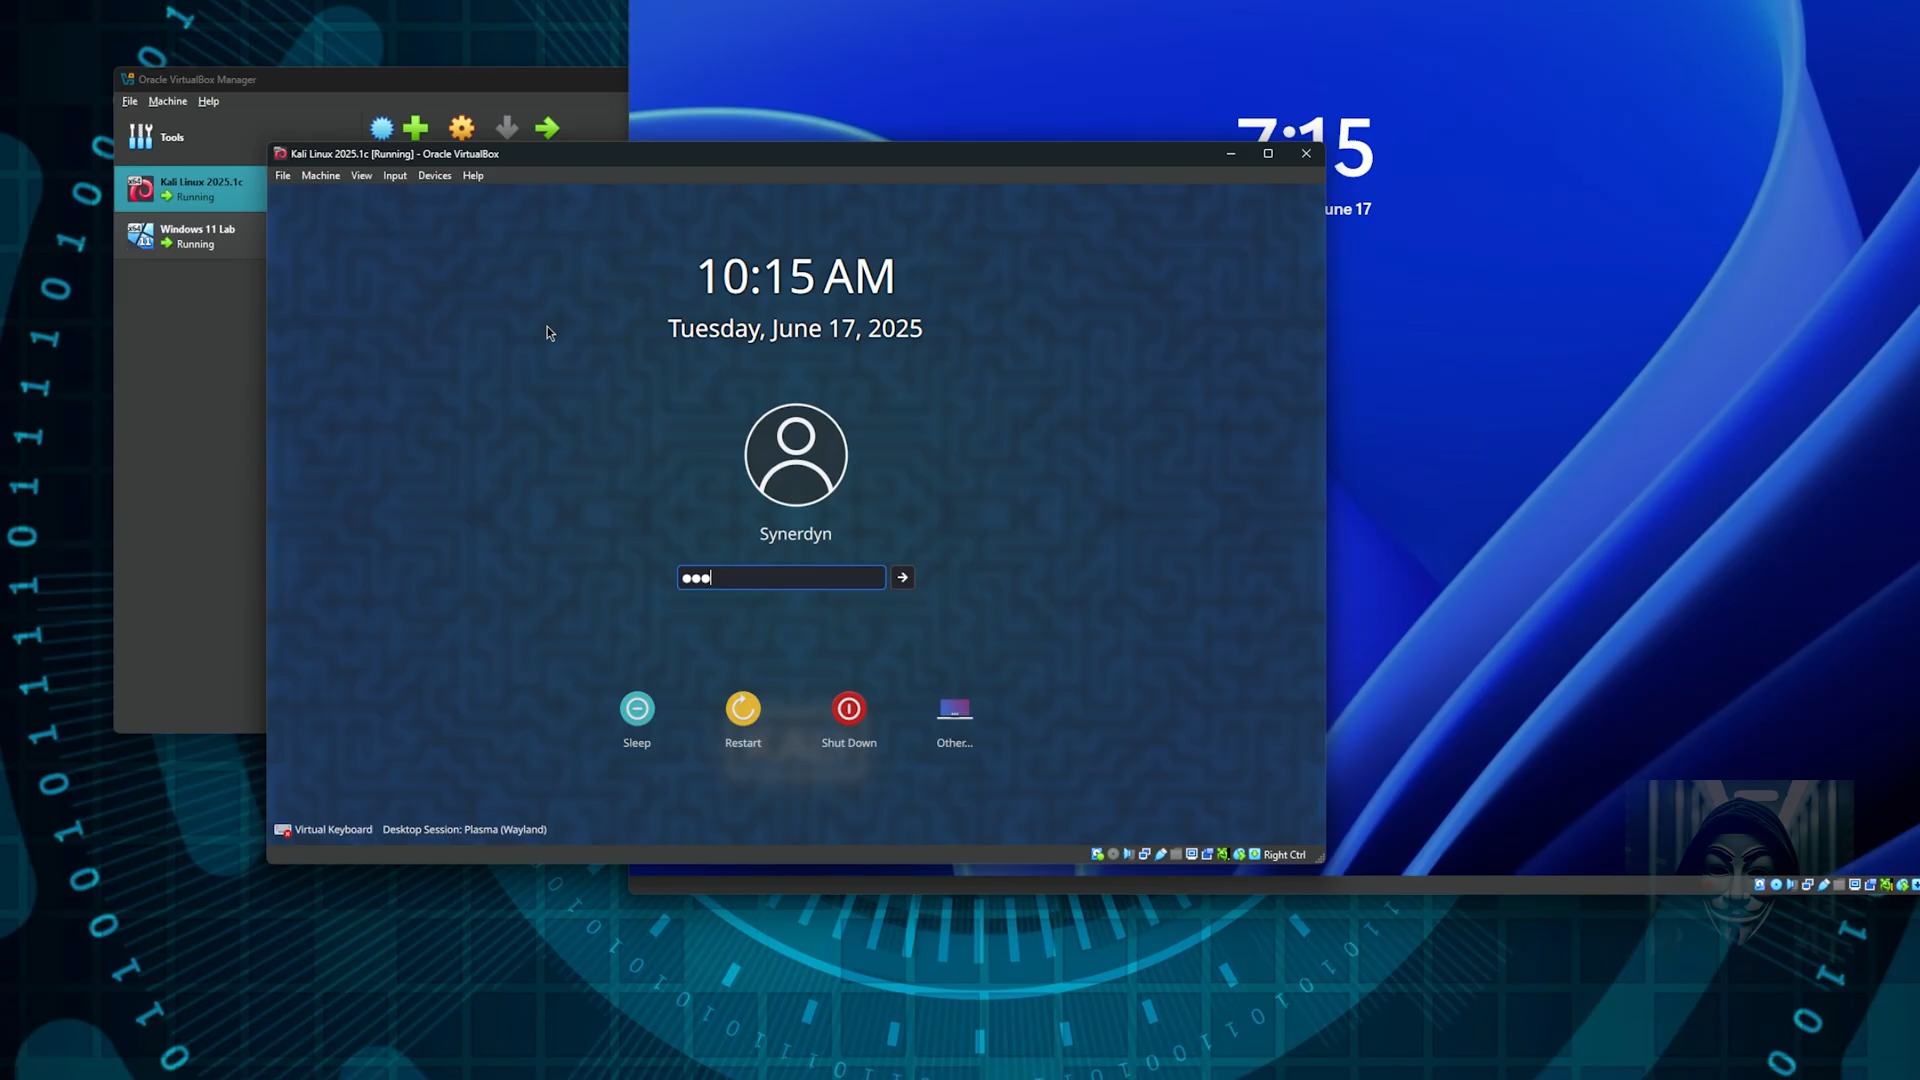 Oracle VirtualBox Manager
File Machine Help
Tools
Kali Linux 2025.1c
Running
Windows 11 Lab
Running
7:15
une 17
Kali Linux 2025.1c [Running] - Oracle VirtualBox
File Machine View Input Devices Help
10:15 AM
Tuesday, June 17, 2025
Synerdyn
Sleep Restart Shut Down Other...
Virtual Keyboard Desktop Session: Plasma (Wayland)
Right Ctrl